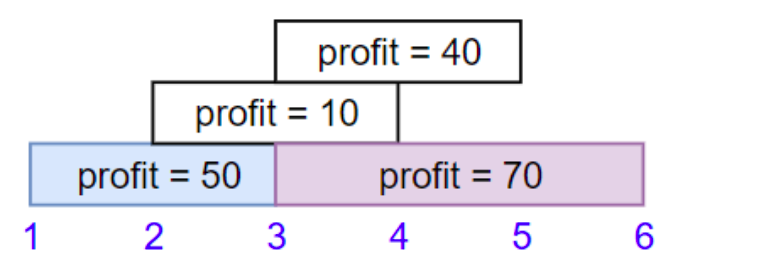 profit = 40
profit = 10
profit = 50 profit = 70
1 2 3 4 5 6